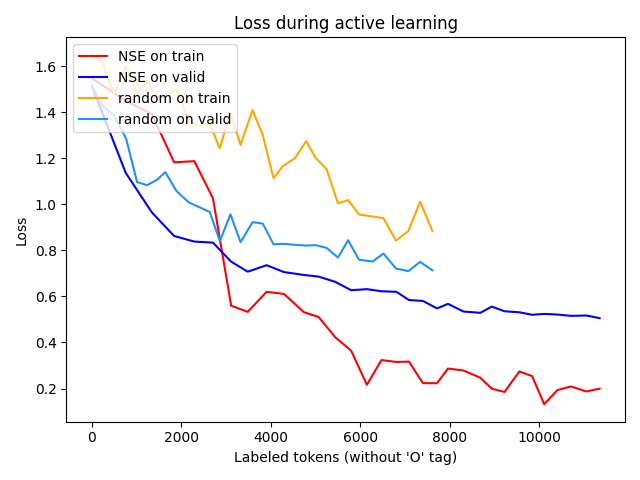 Loss during active learning
NSE on train
NSE on valid
random on train
random on valid
Loss
1.6
1.4
1.2
1.0
0.8
0.6
0.4
0.2
0 2000 4000 6000 8000 10000
Labeled tokens (without 'O' tag)